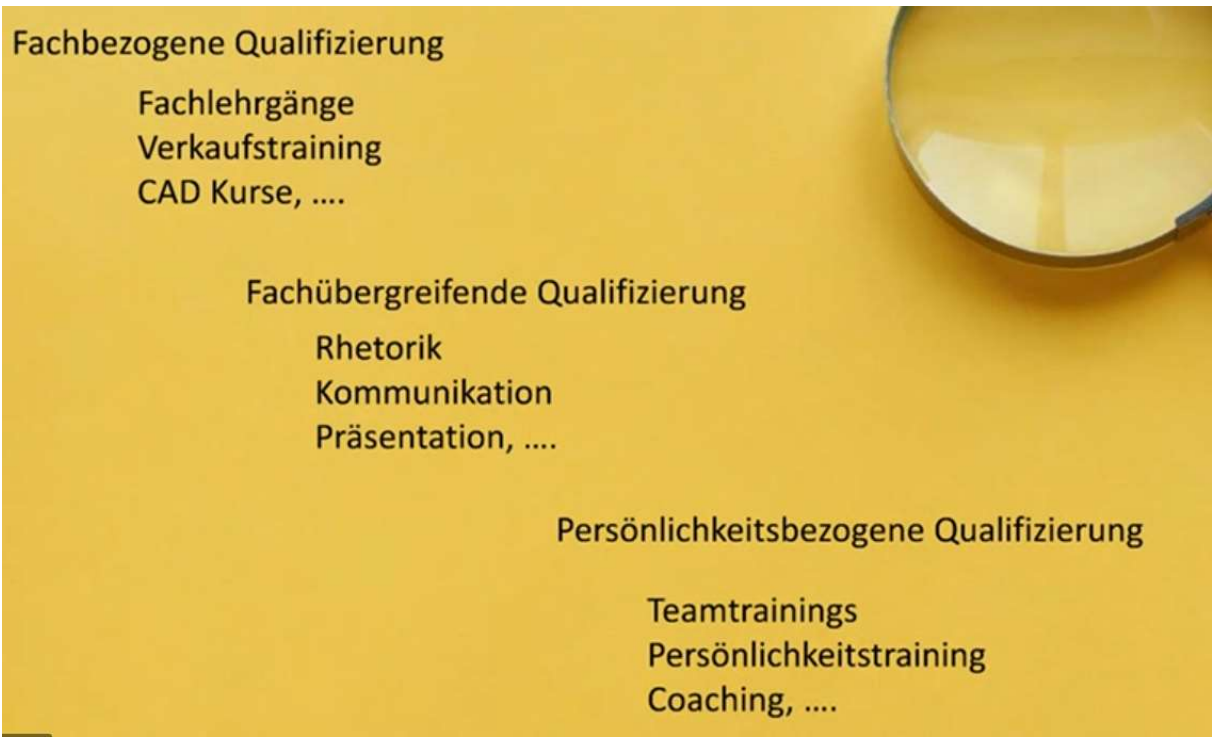 Fachbezogene Qualifizierung
Fachlehrgänge
Verkaufstraining
CAD Kurse, ....
Fachübergreifende Qualifizierung
Rhetorik
Kommunikation
Präsentation, ....
Persönlichkeitsbezogene Qualifizierung
Teamtrainings
Persönlichkeitstraining
Coaching, ....